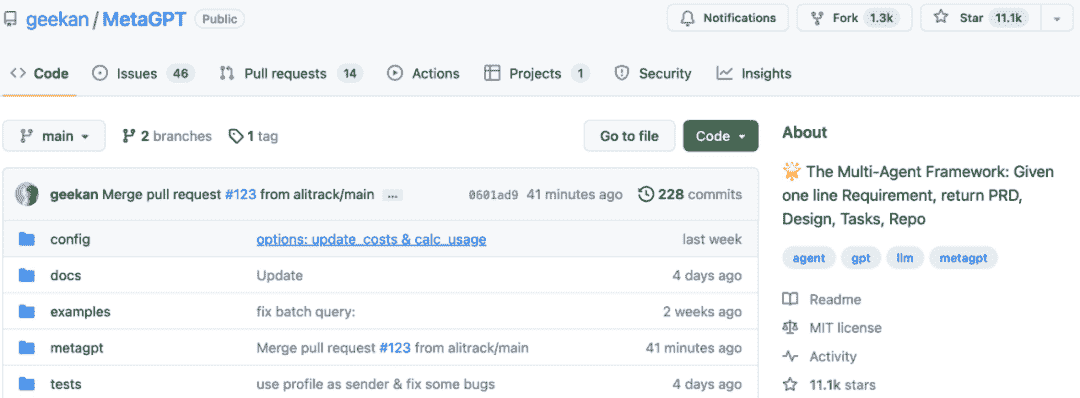 geekan / MetaGPT Public Notifications Fork 1.3k Star 11.1k
Code Issues 46 Pull requests 14 Actions Projects 1 Security Insights
main 2 branches 1 tag Go to file Code
geekan Merge pull request #123 from alitrack/main ... 0601ad9 41 minutes ago 228 commits
config options: update_costs & calc_usage last week
docs Update 4 days ago
examples fix batch query: 2 weeks ago
metagpt Merge pull request #123 from alitrack/main 41 minutes ago
tests use profile as sender & fix some bugs 4 days ago
About
The Multi-Agent Framework: Given
one line Requirement, return PRD,
Design, Tasks, Repo
agent gpt llm metagpt
Readme
MIT license
Activity
11.1k stars